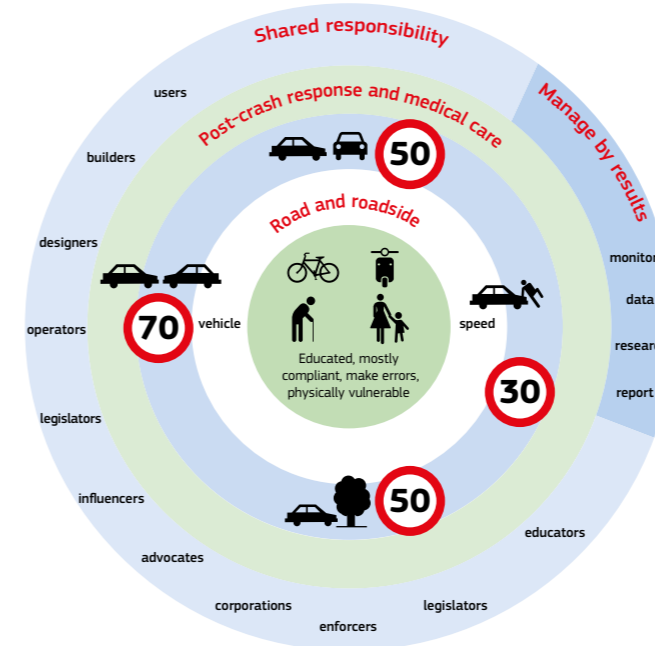 Shared responsibility
Manage by results
Post-crash response and medical care
Road and roadside
users
builders
designers
operators
legislators
influencers
advocates
corporations
enforcers
legislators
educators
monitor
data
report
50
70
vehicle
speed
30
50
Educated, mostly
compliant, make errors,
physically vulnerable